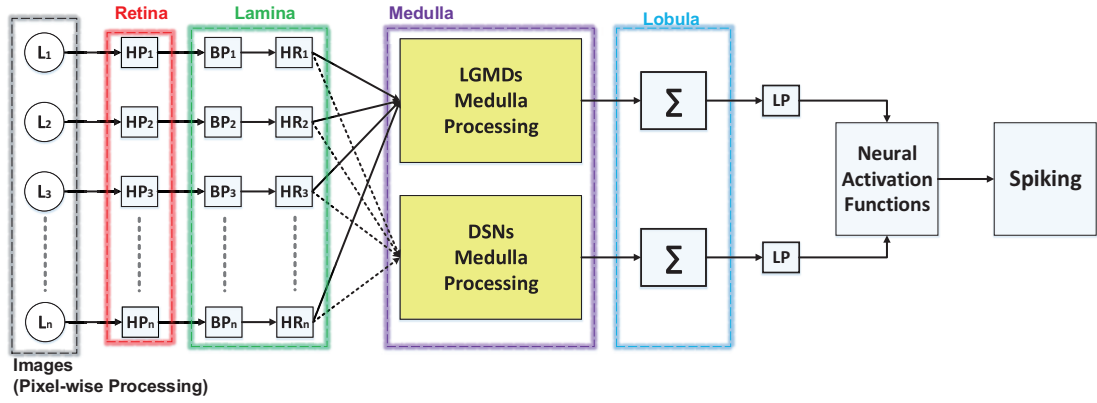 Retina
Lamina
Medulla
Lobula
L1 HP1 BP1 HR1
L2 HP2 BP2 HR2
L3 HP3 BP3 HR3
Ln HPn BPn HRn
LGMDs
Medulla
Processing
DSNs
Medulla
Processing
Σ
Σ
LP
LP
Neural
Activation
Functions
Spiking
Images
(Pixel-wise Processing)